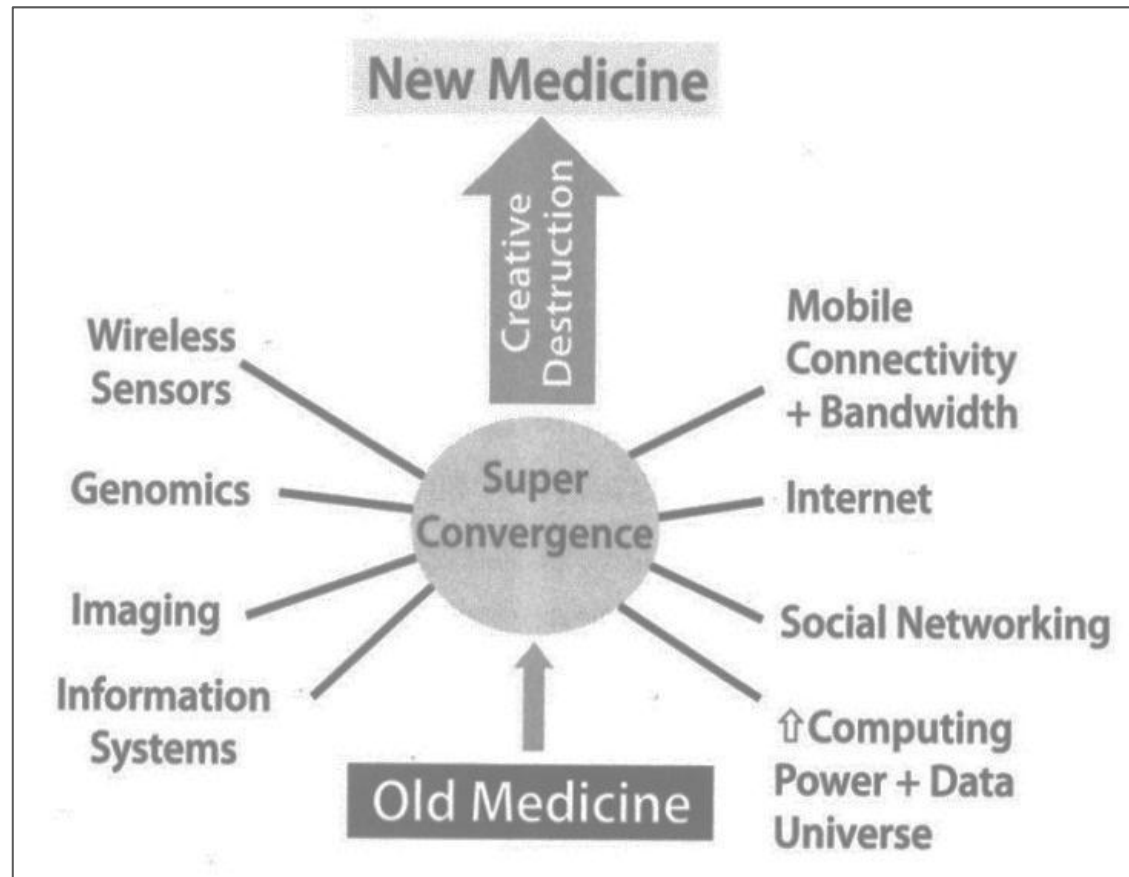 New Medicine
Creative
Destruction
Wireless
Sensors
Genomics
Imaging
Information
Systems
Super
Convergence
Mobile
Connectivity
+ Bandwidth
Internet
Social Networking
⇧Computing
Power + Data
Universe
Old Medicine